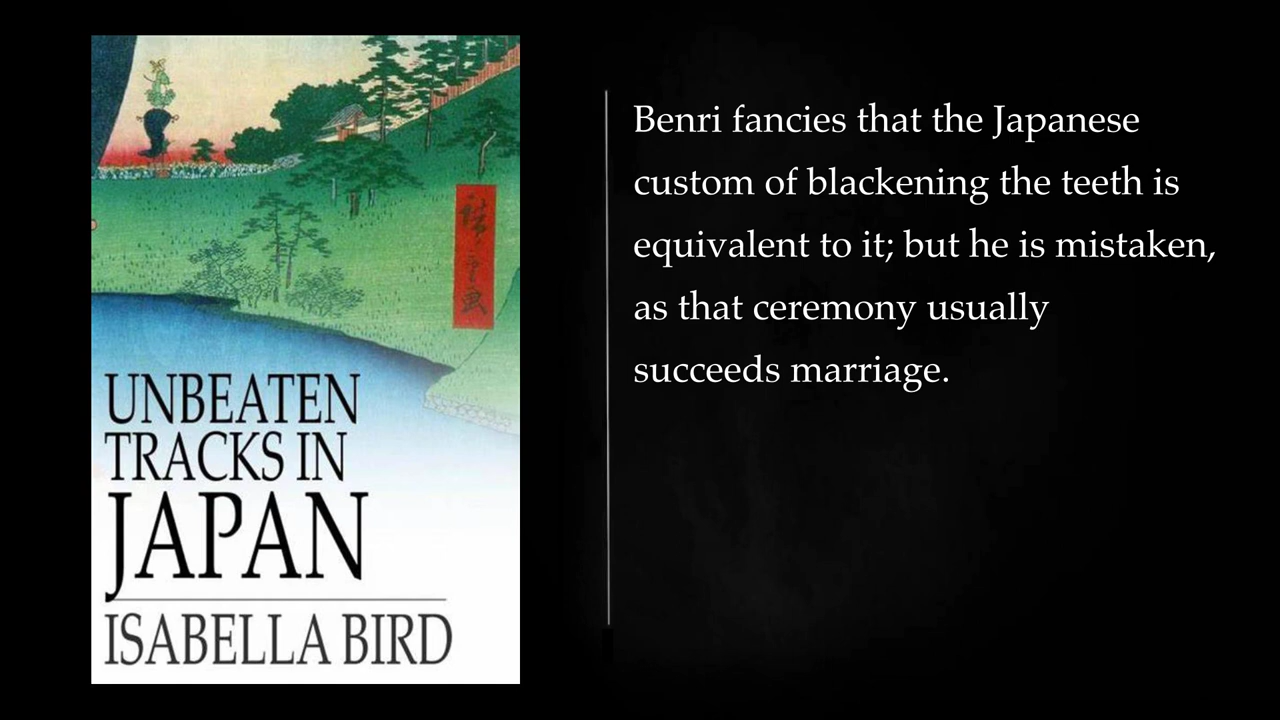 UNBEATEN
TRACKS IN
JAPAN
ISABELLA BIRD
Benri fancies that the Japanese
custom of blackening the teeth is
equivalent to it; but he is mistaken,
as that ceremony usually
succeeds marriage.